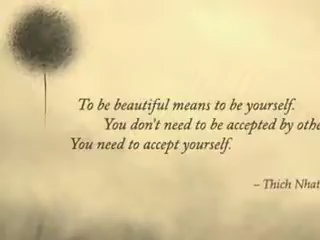 To be beautiful means to be yourself.
You don't need to be accepted by othe
You need to accept yourself.
– Thich Nhat